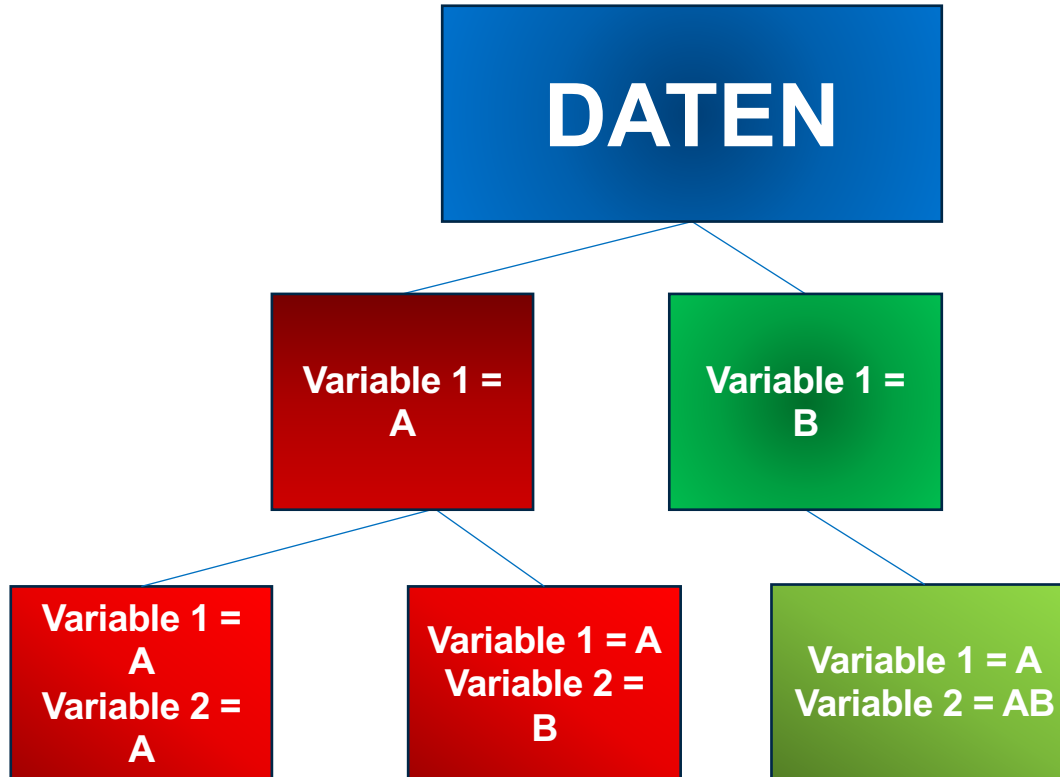 DATEN
Variable 1 =
A
Variable 1 =
B
Variable 1 =
A
Variable 2 =
A
Variable 1 = A
Variable 2 =
B
Variable 1 = A
Variable 2 = AB